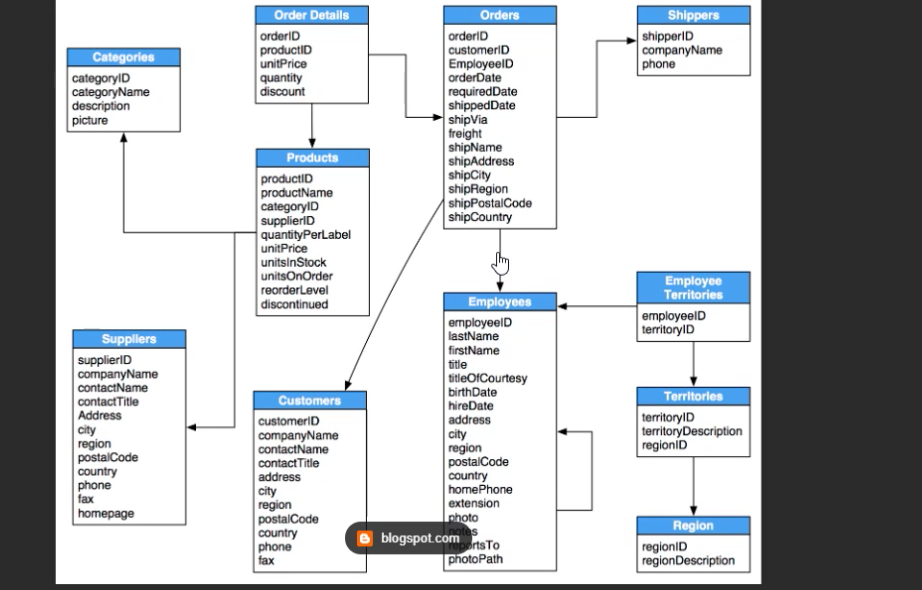 Categories
categoryID
categoryName
description
picture
Order Details
orderID
productID
unitPrice
quantity
discount
Orders
orderID
customerID
EmployeeID
orderDate
requiredDate
shippedDate
shipVia
freight
shipName
shipAddress
shipCity
shipRegion
shipPostalCode
shipCountry
Shippers
shipperID
companyName
phone
Products
productID
productName
categoryID
supplierID
quantityPerLabel
unitPrice
unitsInStock
unitsOnOrder
reorderLevel
discontinued
Suppliers
supplierID
companyName
contactName
contactTitle
Address
city
region
postalCode
country
phone
fax
homepage
Customers
customerID
companyName
contactName
contactTitle
address
city
region
postalCode
country
phone
fax
Employees
employeeID
lastName
firstName
title
titleOfCourtesy
birthDate
hireDate
address
city
region
postalCode
country
homePhone
extension
photo
notes
reportsTo
photoPath
Employee
Territories
employeeID
territoryID
Territories
territoryID
territoryDescription
regionID
Region
regionID
regionDescription
blogspot.com